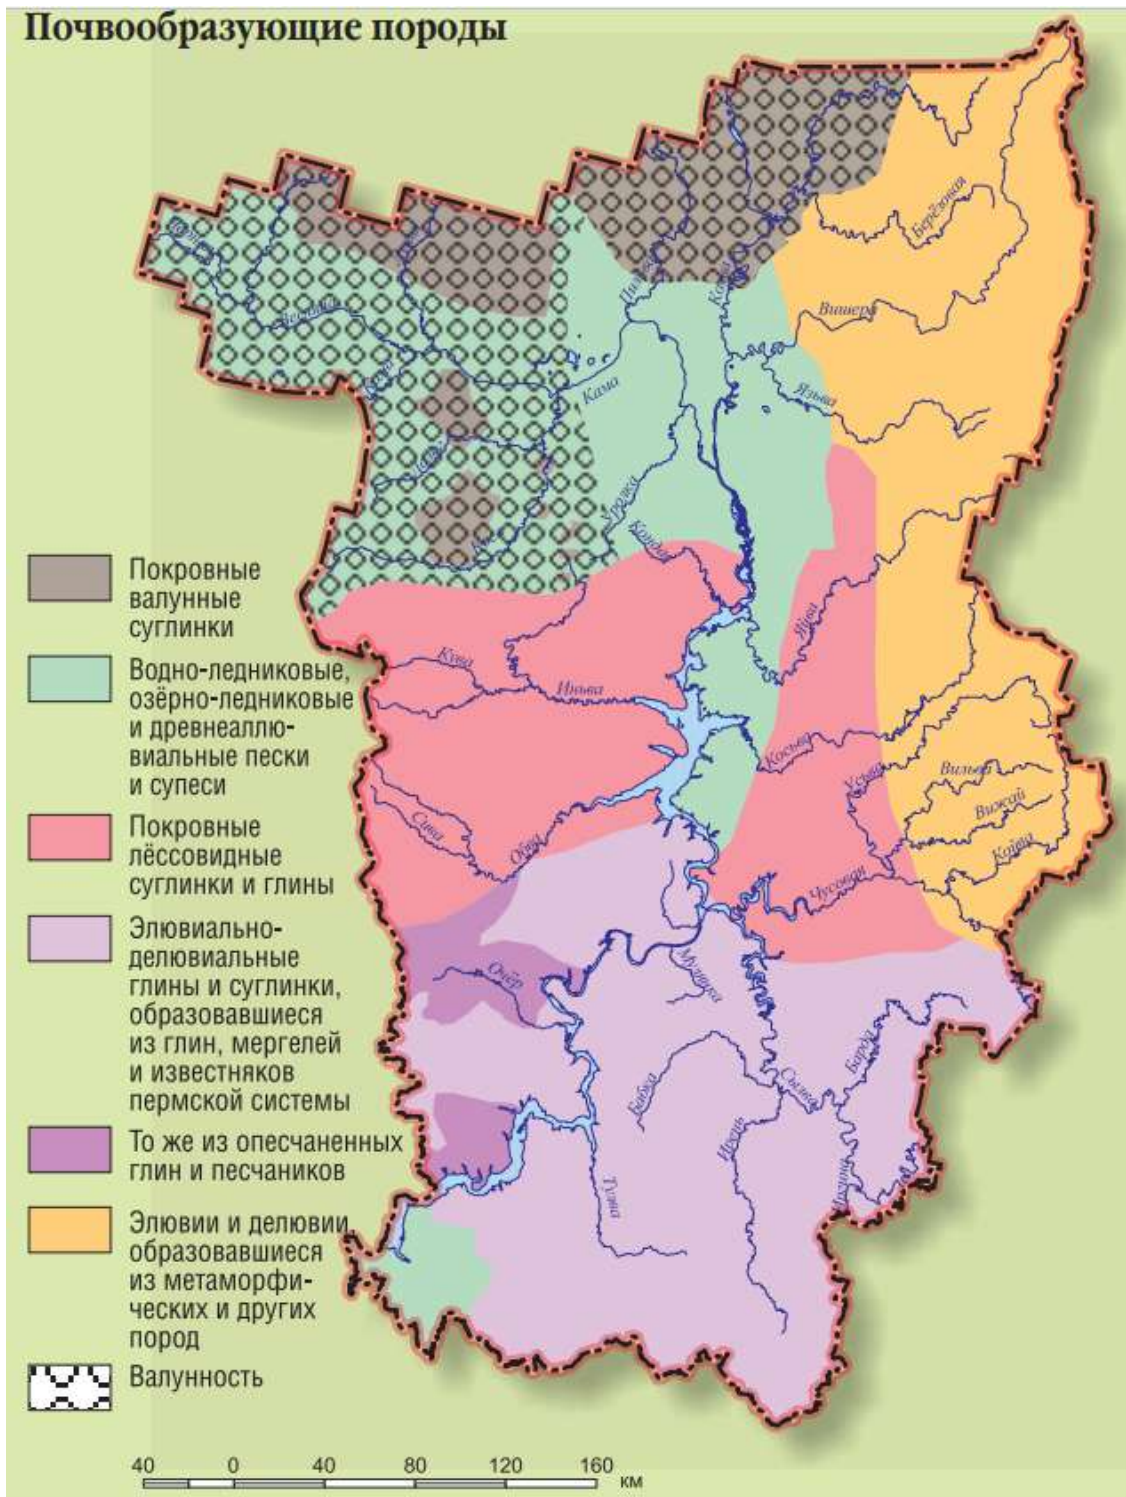 Почвообразующие породы
Берёзовая
Колва
Весляна
Вишера
Кама
Язьва
Кондас
Яйва
Кува
Иньва
Косьва
Усьва
Вильва
Вижай
Сива
Обва
Койва
Чусовая
Очёр
Мулянка
Барда
Сылва
Бабка
Ирень
Тулва
Покровные
валунные
суглинки
Водно-ледниковые,
озёрно-ледниковые
и древнеаллю-
виальные пески
и супеси
Покровные
лёссовидные
суглинки и глины
Элювиально-
делювиальные
глины и суглинки,
образовавшиеся
из глин, мергелей
и известняков
пермской системы
То же из опесчаненных
глин и песчаников
Элювии и делювии,
образовавшиеся
из метаморфи-
ческих и других
пород
Валунность
40 0 40 80 120 160
км